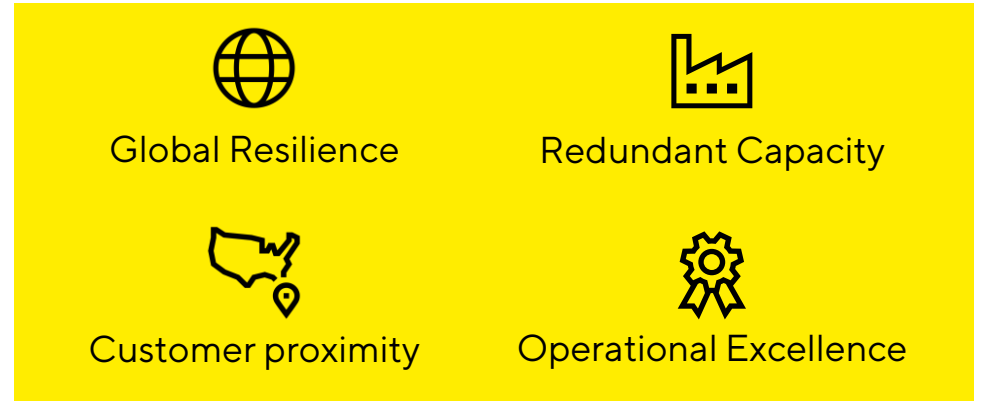 Global Resilience
Redundant Capacity
Customer proximity
Operational Excellence